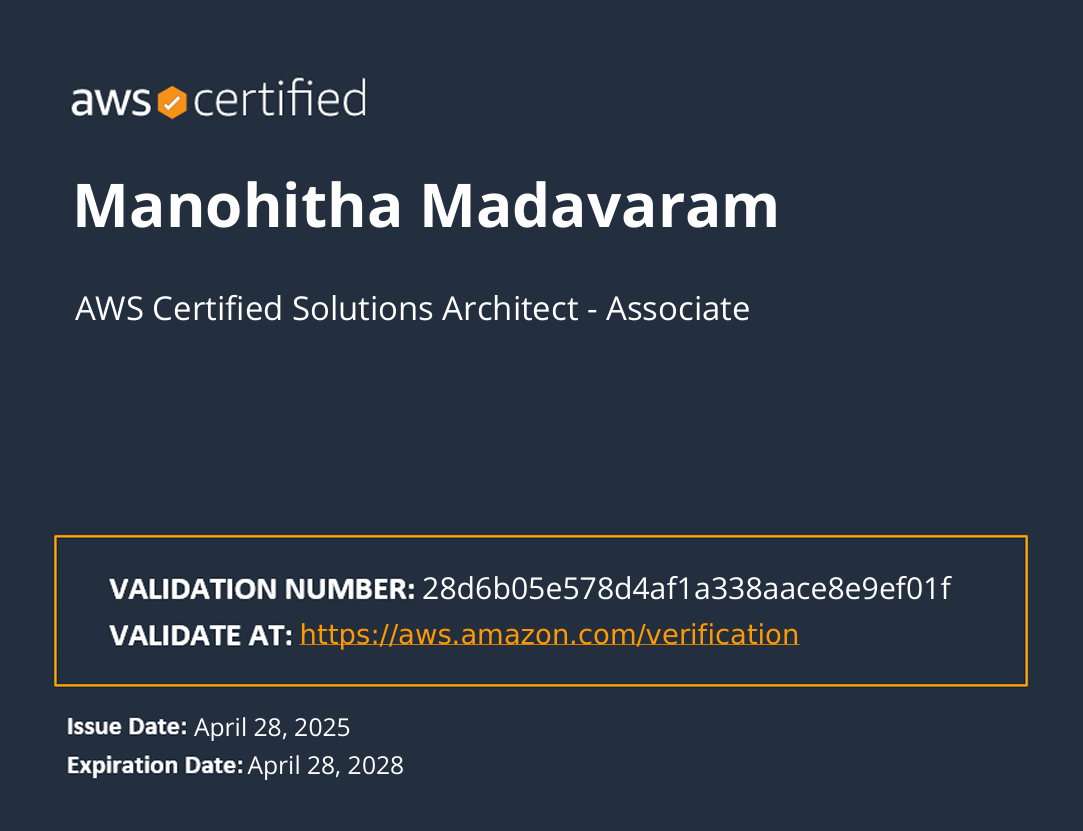 aws certified
Manohitha Madavaram
AWS Certified Solutions Architect - Associate
VALIDATION NUMBER: 28d6b05e578d4af1a338aace8e9ef01f
VALIDATE AT: https://aws.amazon.com/verification
Issue Date: April 28, 2025
Expiration Date: April 28, 2028